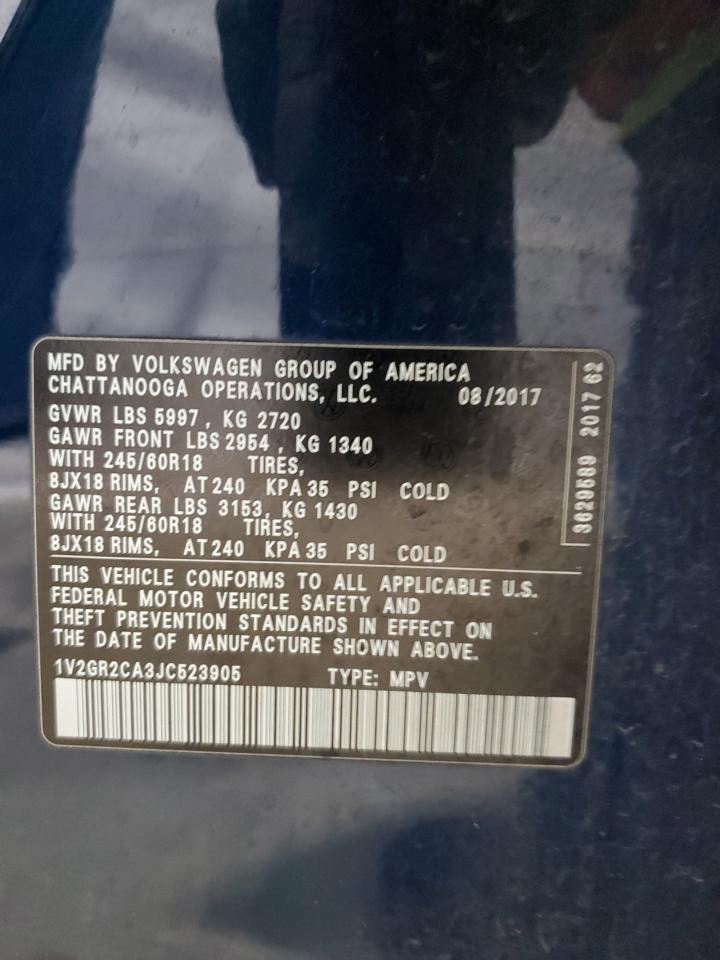 MFD BY VOLKSWAGEN GROUP OF AMERICA
CHATTANOOGA OPERATIONS, LLC. 08/2017
GVWR LBS 5997, KG 2720
GAWR FRONT LBS 2954, KG 1340
WITH 245/60R18 TIRES,
8JX18 RIMS, AT 240 KPA 35 PSI COLD
GAWR REAR LBS 3153, KG 1430
WITH 245/60R18 TIRES,
8JX18 RIMS, AT 240 KPA 35 PSI COLD
THIS VEHICLE CONFORMS TO ALL APPLICABLE U.S.
FEDERAL MOTOR VEHICLE SAFETY AND
THEFT PREVENTION STANDARDS IN EFFECT ON
THE DATE OF MANUFACTURE SHOWN ABOVE.
1V2GR2CA3JC523905 TYPE: MPV
3629589 2017 62